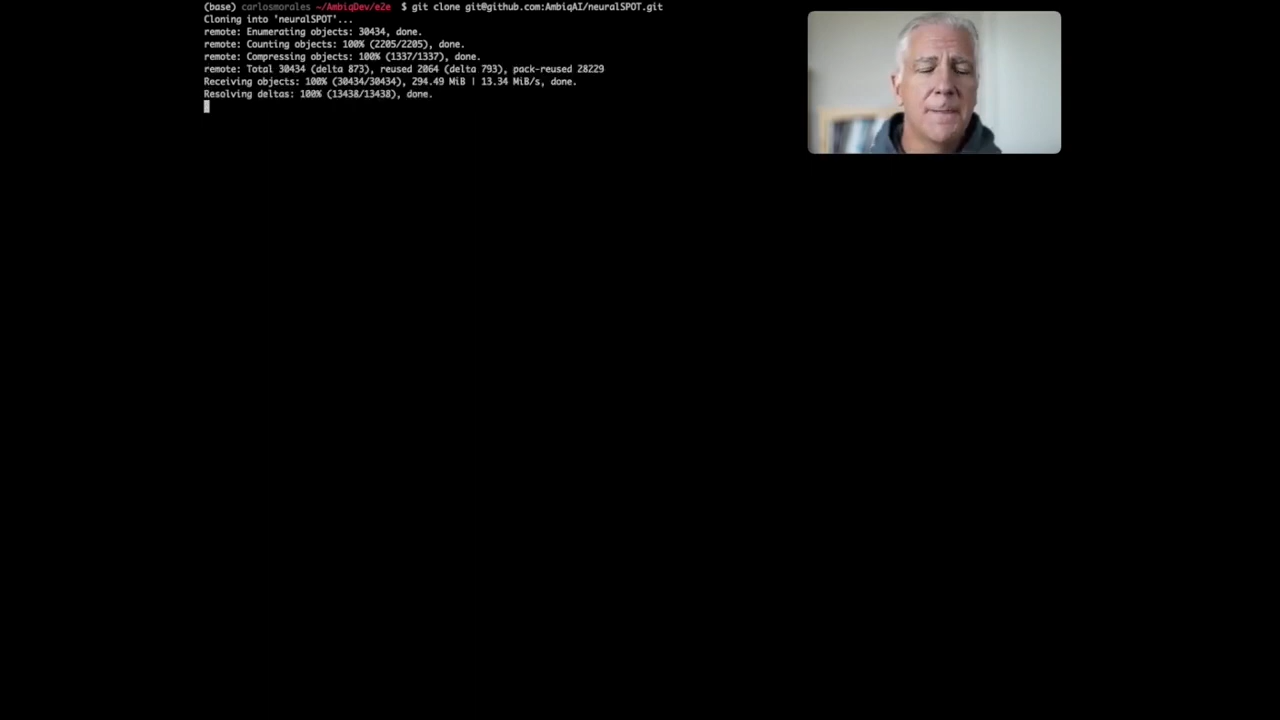 (base) carlosmorales ~/AmbiqDev/e2e $ git clone git@github.com:AmbiqAI/neuralSPOT.git
Cloning into 'neuralSPOT'...
remote: Enumerating objects: 30434, done.
remote: Counting objects: 100% (2205/2205), done.
remote: Compressing objects: 100% (1337/1337), done.
remote: Total 30434 (delta 873), reused 2064 (delta 793), pack-reused 28229
Receiving objects: 100% (30434/30434), 294.49 MiB | 13.34 MiB/s, done.
Resolving deltas: 100% (13438/13438), done.